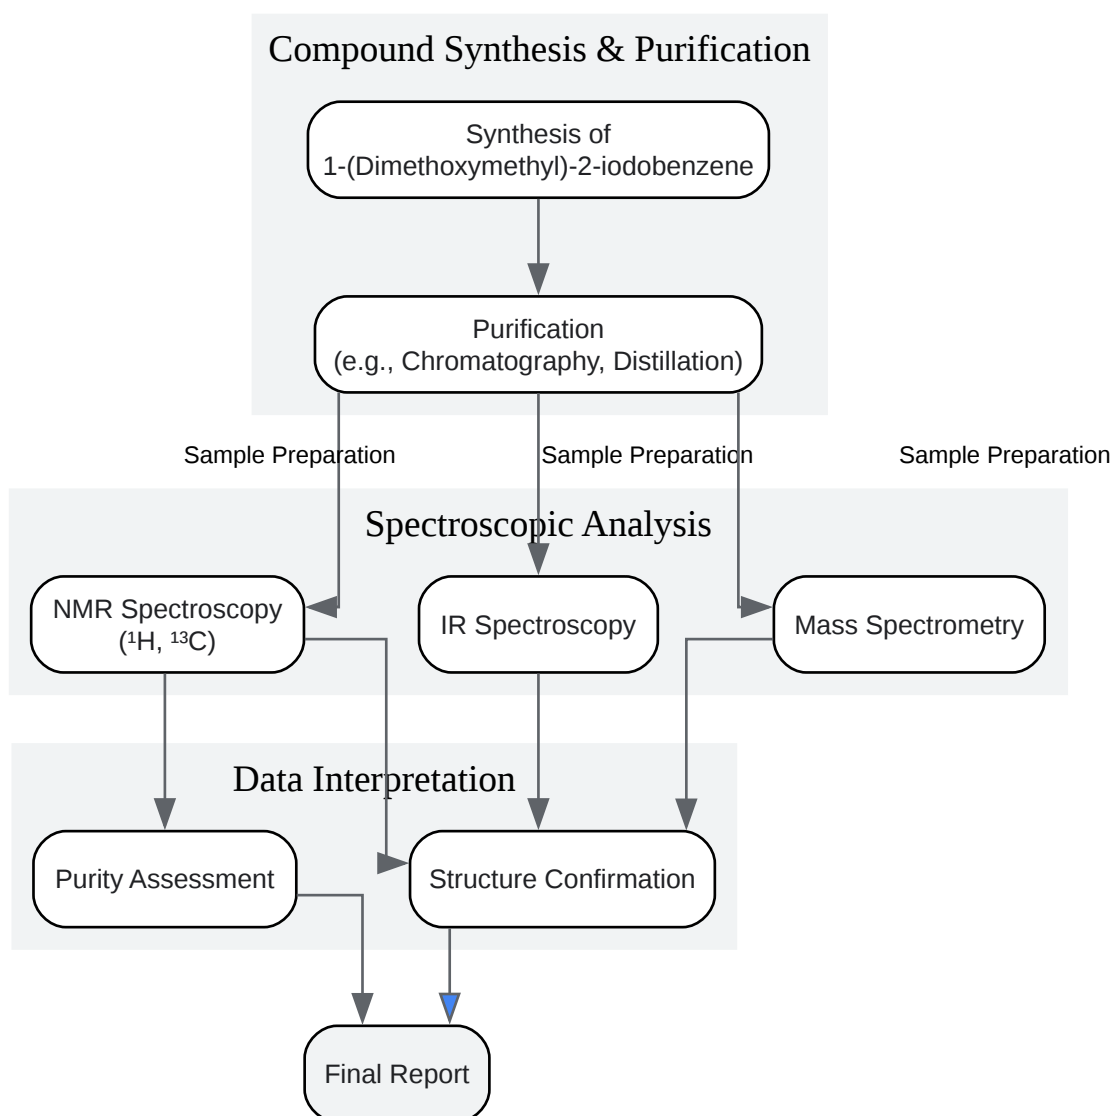 Compound Synthesis & Purification
Synthesis of
1-(Dimethoxymethyl)-2-iodobenzene
Purification
(e.g., Chromatography, Distillation)
Sample Preparation
Sample Preparation
Sample Preparation
Spectroscopic Analysis
NMR Spectroscopy
(¹H, ¹³C)
IR Spectroscopy
Mass Spectrometry
Data Interpretation
Purity Assessment
Structure Confirmation
Final Report